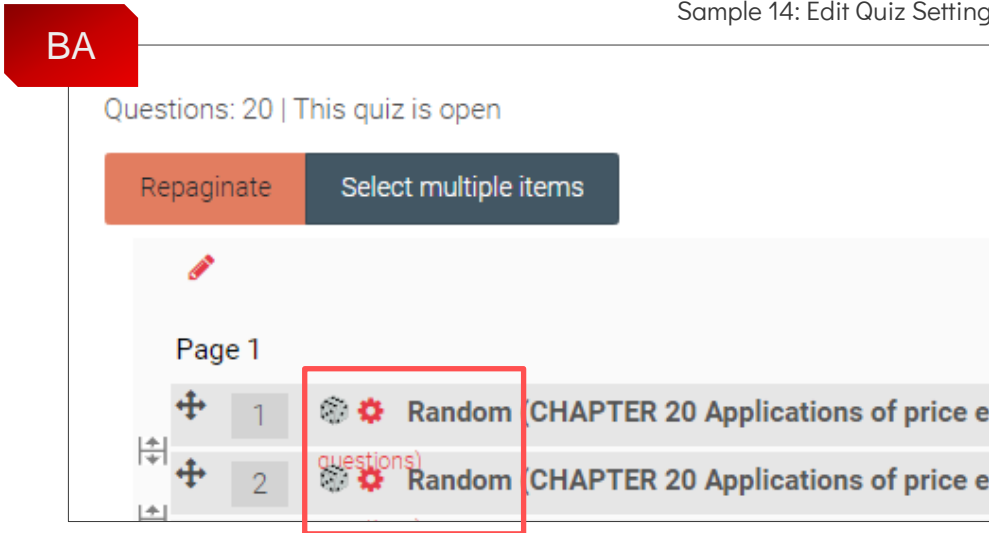 Sample 14: Edit Quiz Setting
BA
Questions: 20 | This quiz is open
Repaginate
Select multiple items
Page 1
1 Random (CHAPTER 20 Applications of price e
questions)
2 Random (CHAPTER 20 Applications of price e